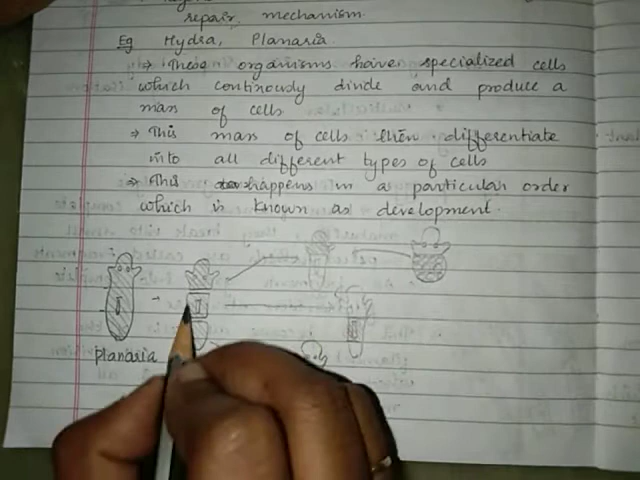 repair mechanism.
Eg Hydra, Planaria
→ These organisms haver specialized cells
which continously divide and produce a
mass of cells
→ This mass of cells then differentiate
into all different types of cells
→ This happens in a particular order
which is known as development.
planaria